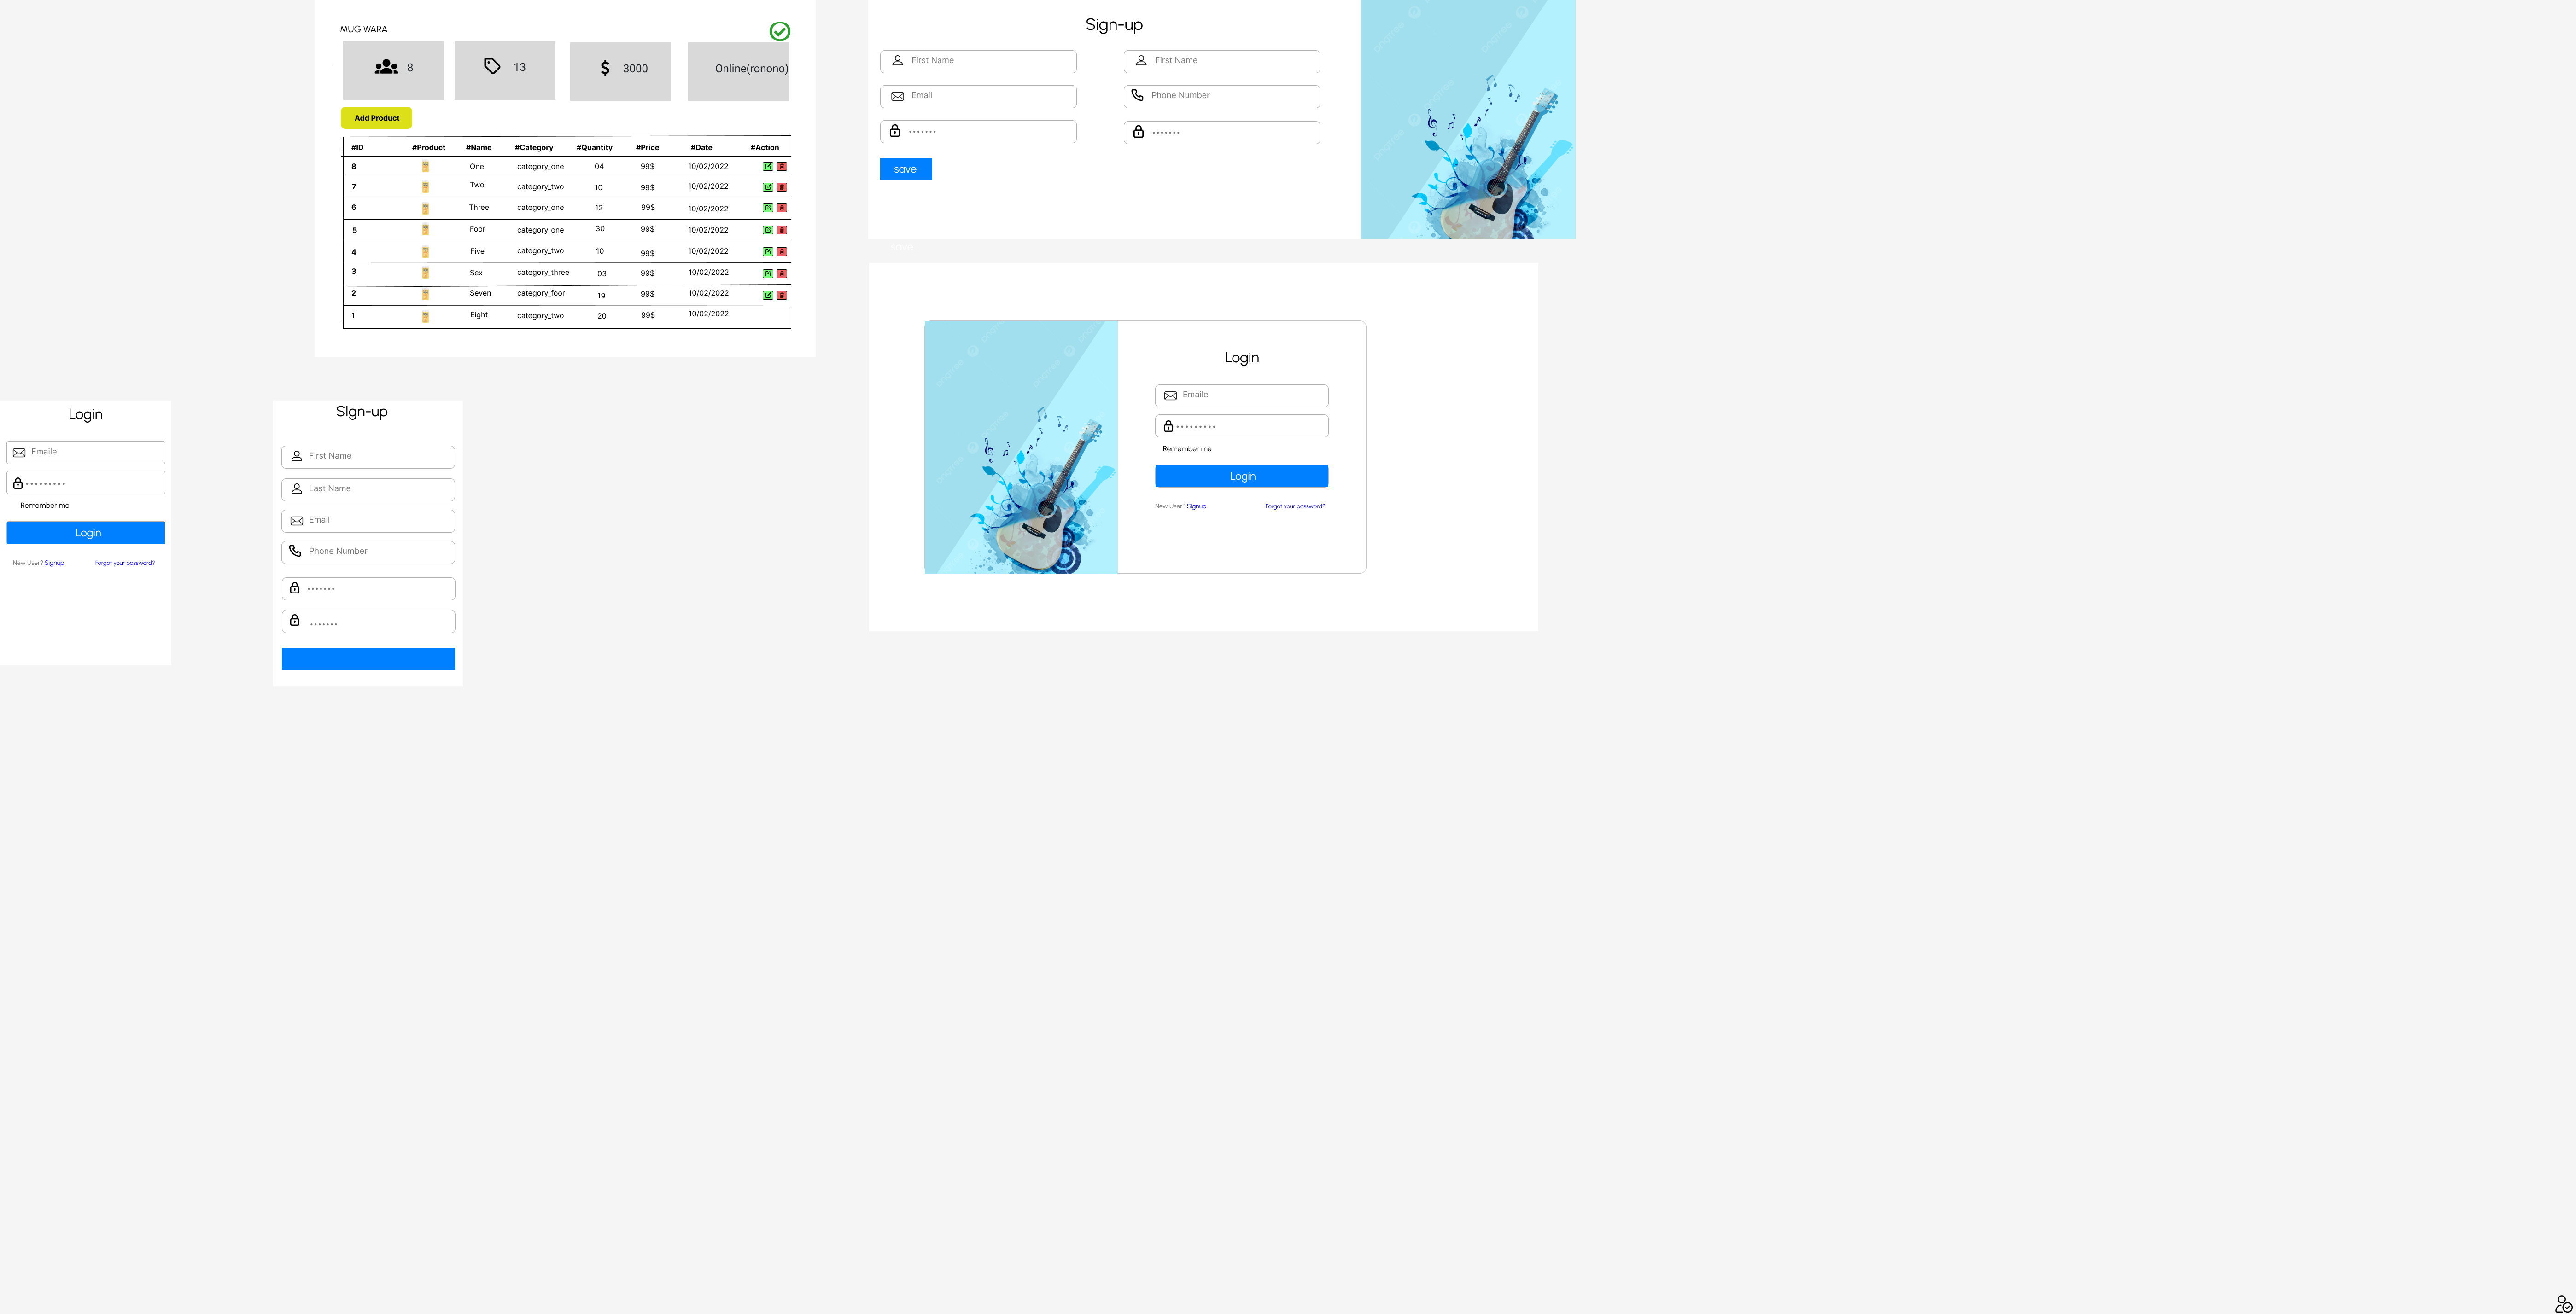 MUGIWARA
8
13
$ 3000
Online(ronono)
Add Product
#ID #Product #Name #Category #Quantity #Price #Date #Action
8 One category_one 04 99$ 10/02/2022
7 Two category_two 10 99$ 10/02/2022
6 Three category_one 12 99$ 10/02/2022
5 Foor category_one 30 99$ 10/02/2022
4 Five category_two 10 99$ 10/02/2022
3 Sex category_three 03 99$ 10/02/2022
2 Seven category_foor 19 99$ 10/02/2022
1 Eight category_two 20 99$ 10/02/2022
Sign-up
First Name
First Name
Email
Phone Number
•••••••
•••••••
save
Login
Emaile
•••••••••
Remember me
Login
New User? Signup
Forgot your password?
Login
Emaile
•••••••••
Remember me
Login
New User? Signup
Forgot your password?
SIgn-up
First Name
Last Name
Email
Phone Number
•••••••
•••••••